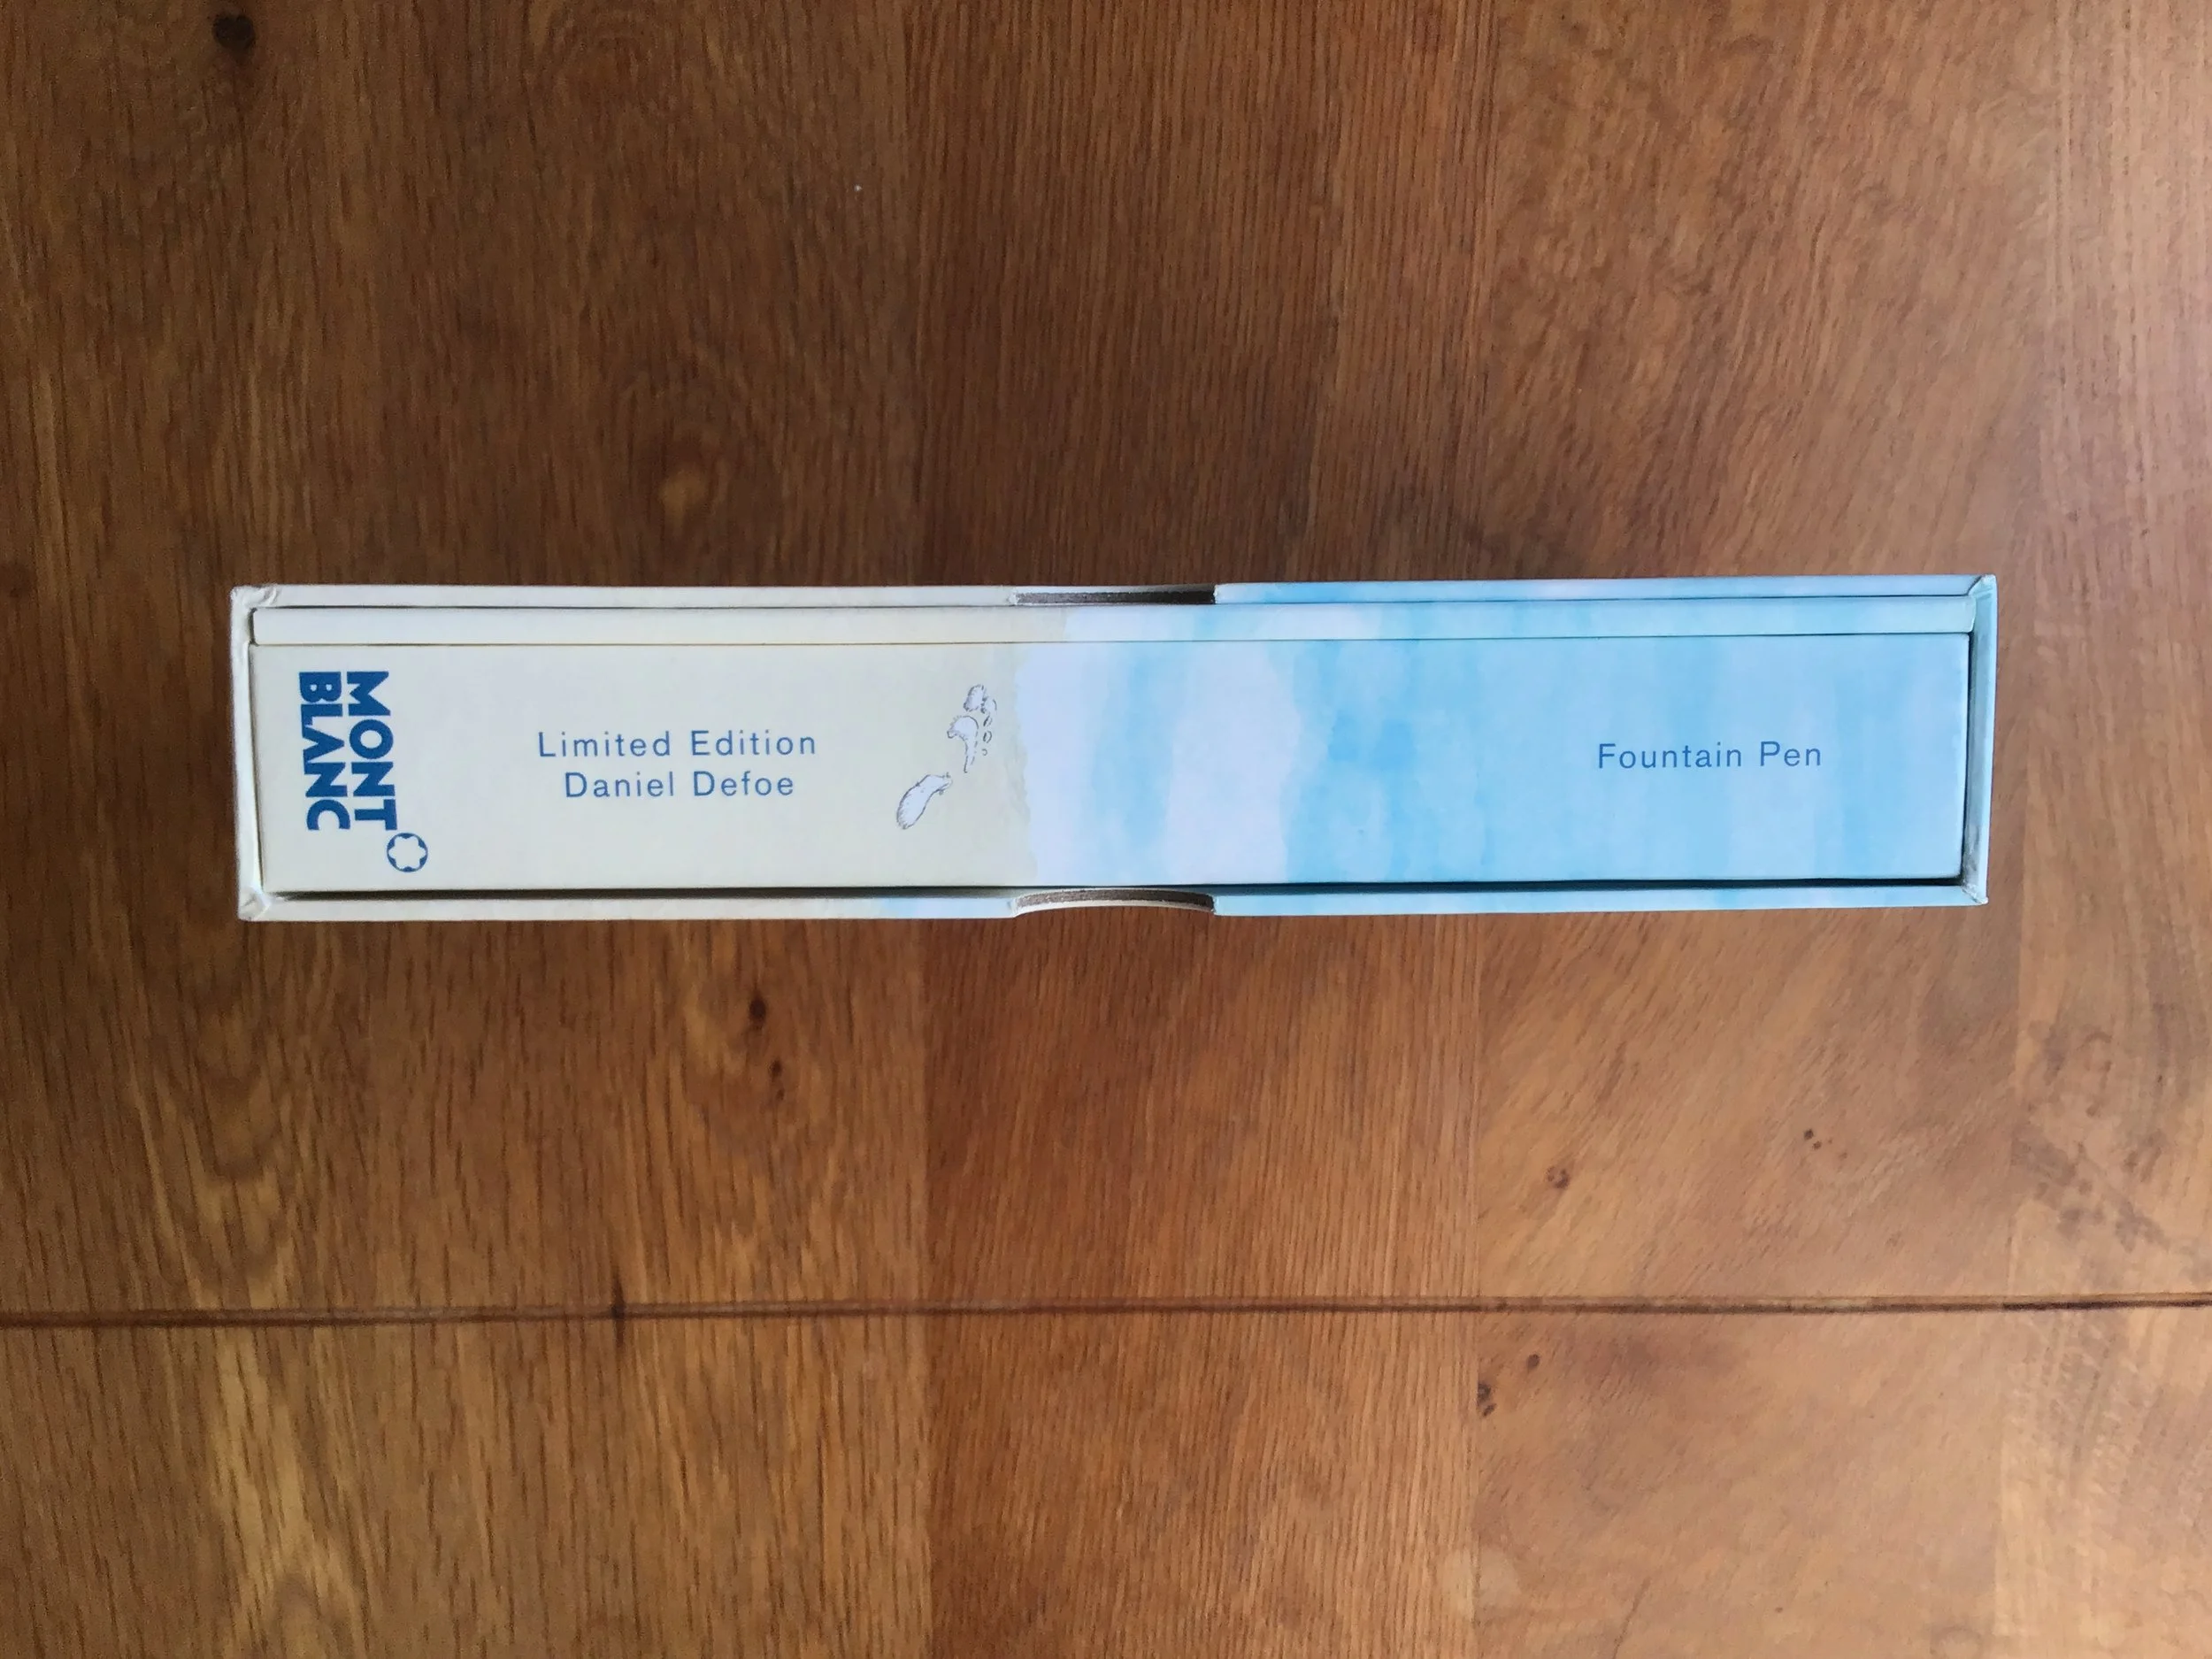 MONT
BLANC
Limited Edition
Daniel Defoe
Fountain Pen